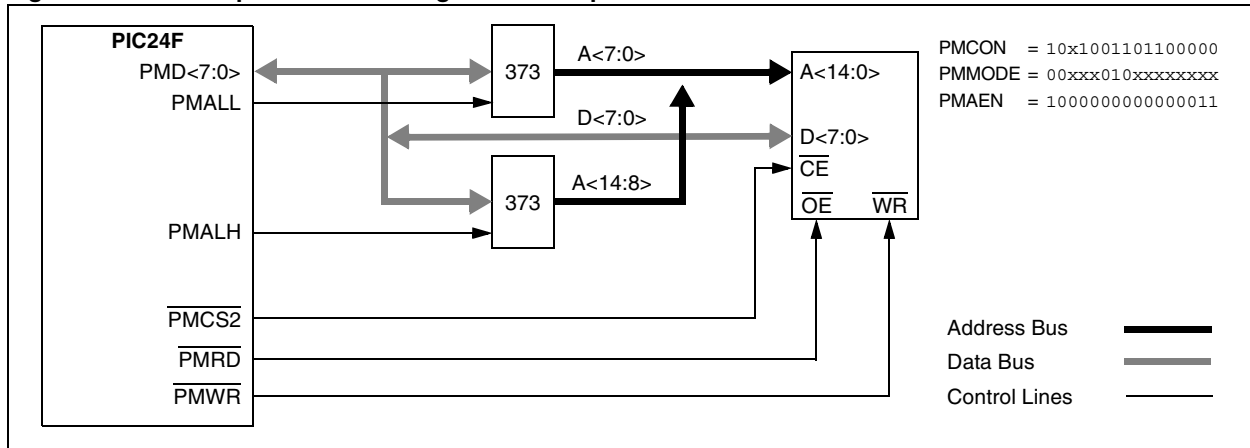 PIC24F
PMD<7:0>
PMALL
PMALH
PMCS2
PMRD
PMWR
373
373
A<7:0>
D<7:0>
A<14:8>
A<14:0>
D<7:0>
CE
OE WR
PMCON = 10x1001101100000
PMMODE = 00xxx010xxxxxxxx
PMAEN = 1000000000000011
Address Bus
Data Bus
Control Lines